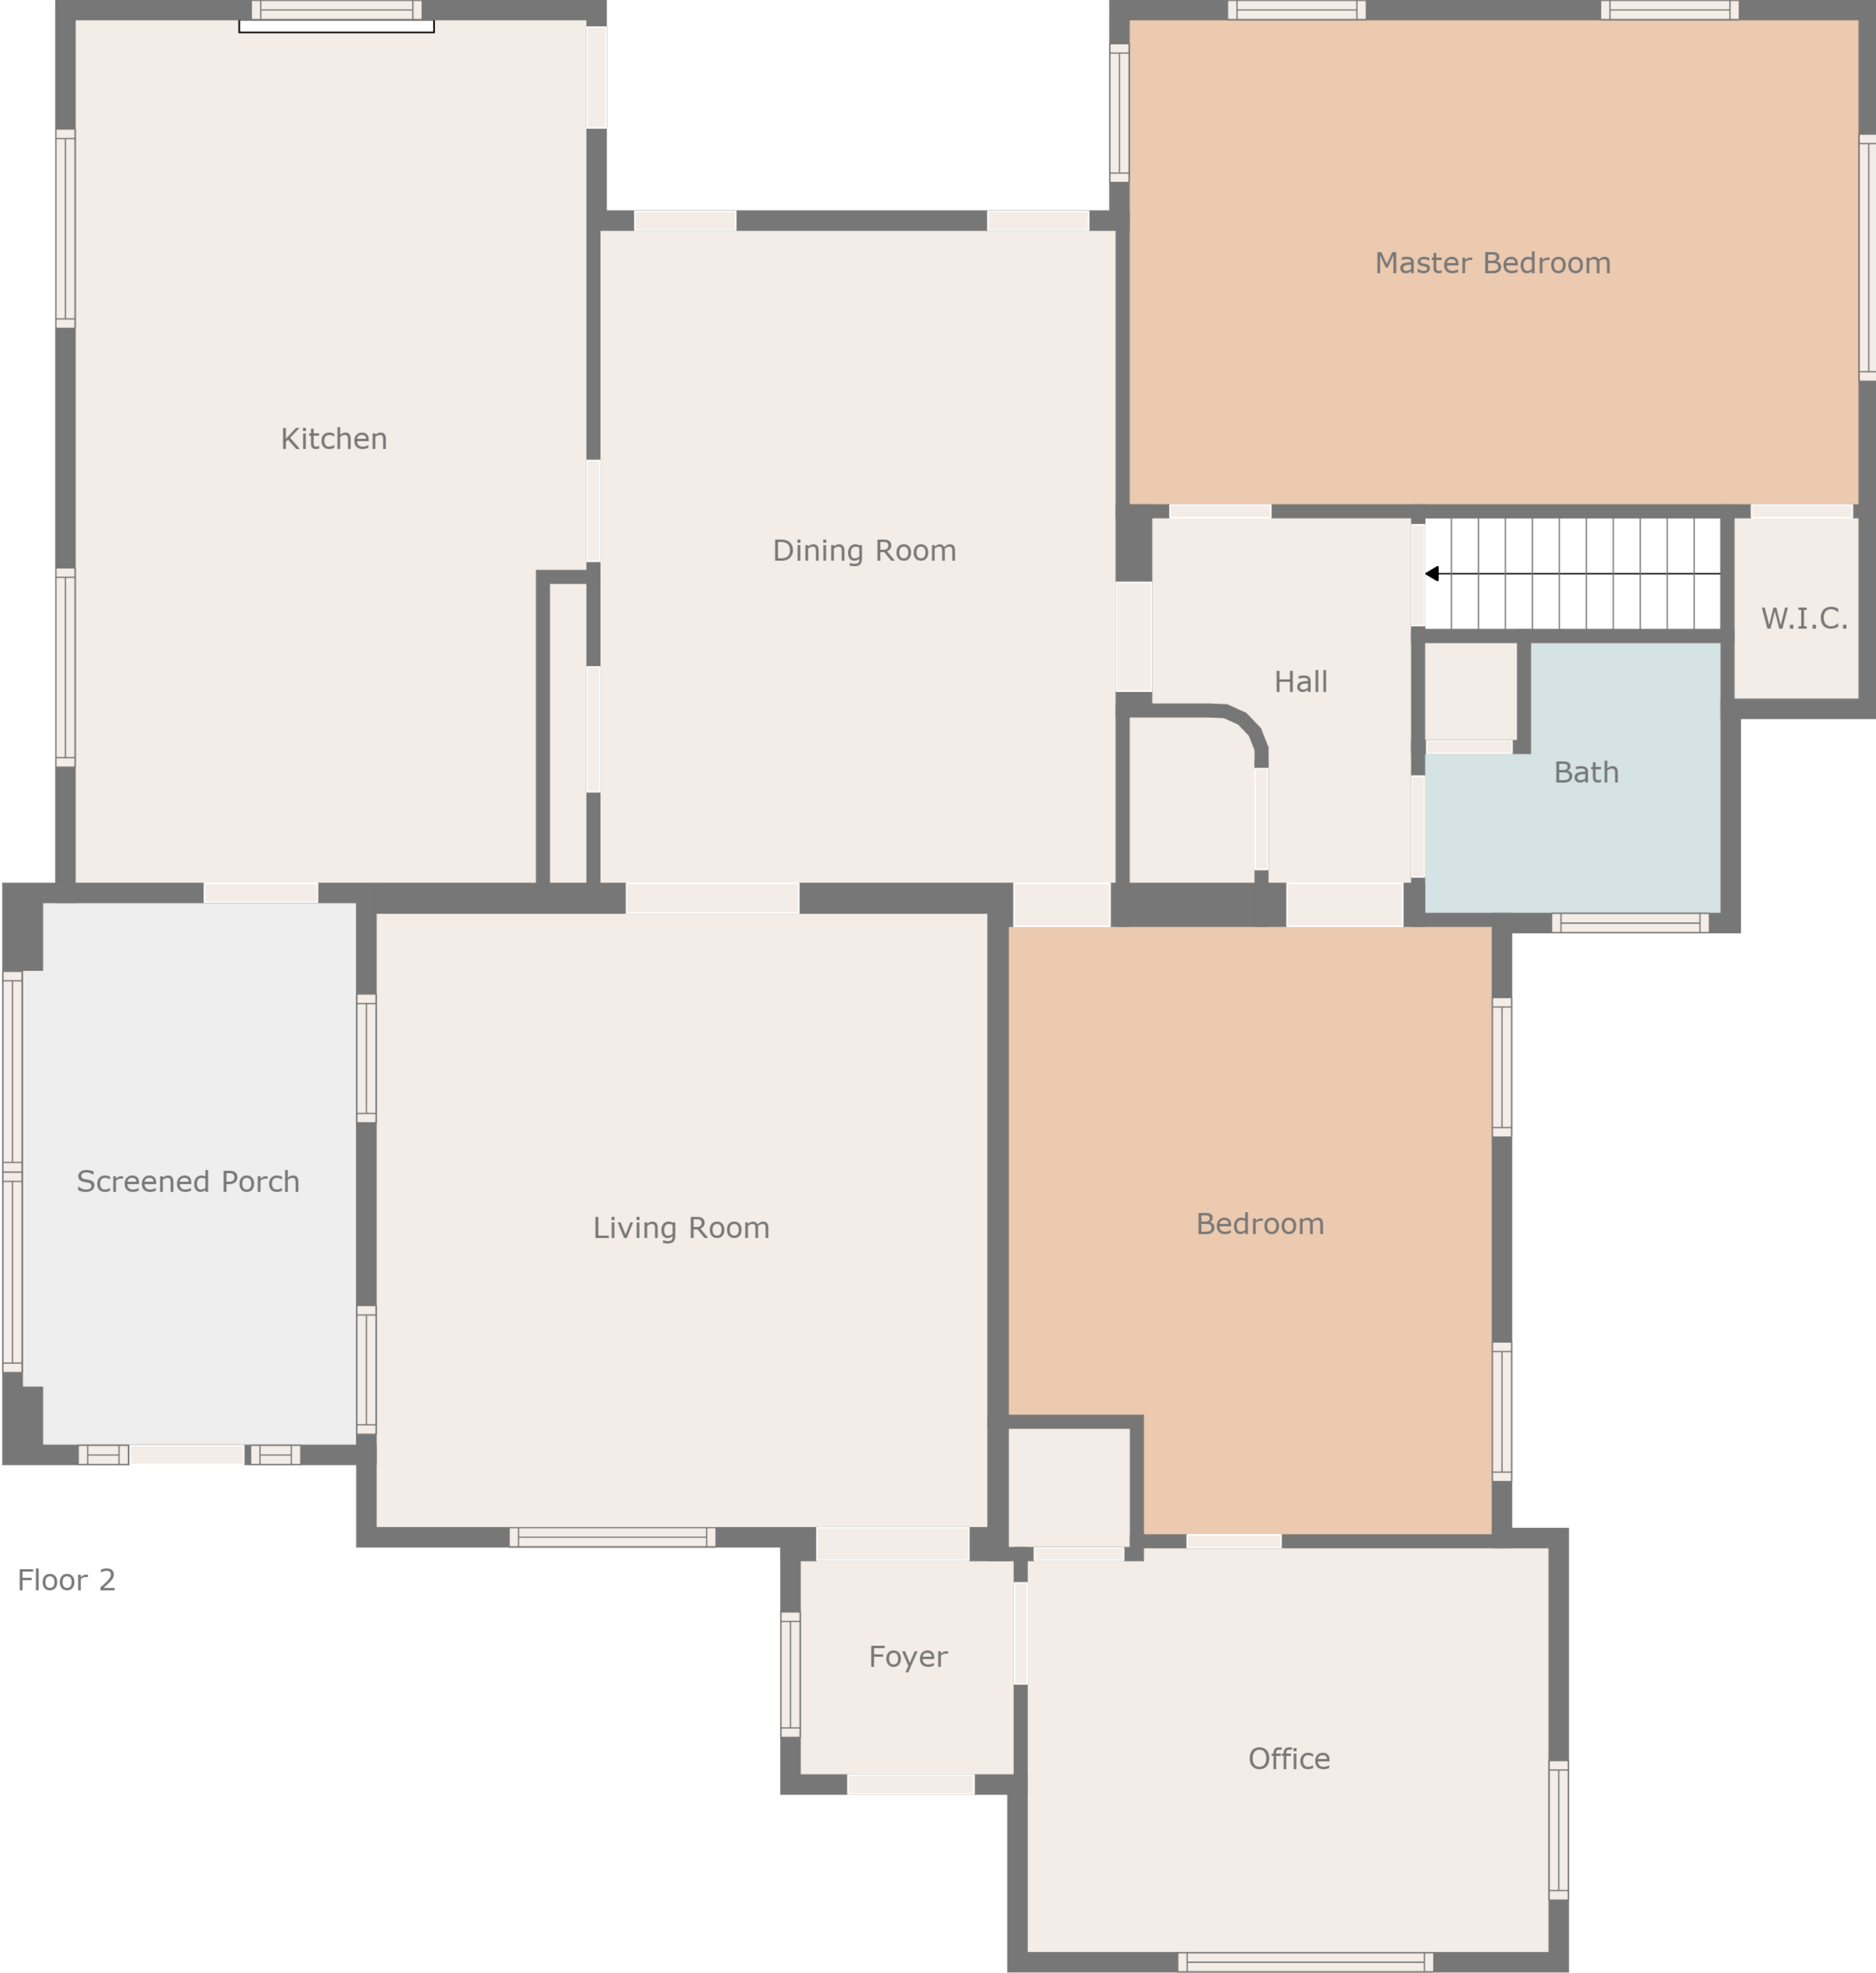 Master Bedroom
Kitchen
Dining Room
W.I.C.
Hall
Bath
Screened Porch
Living Room
Bedroom
Floor 2
Foyer
Office